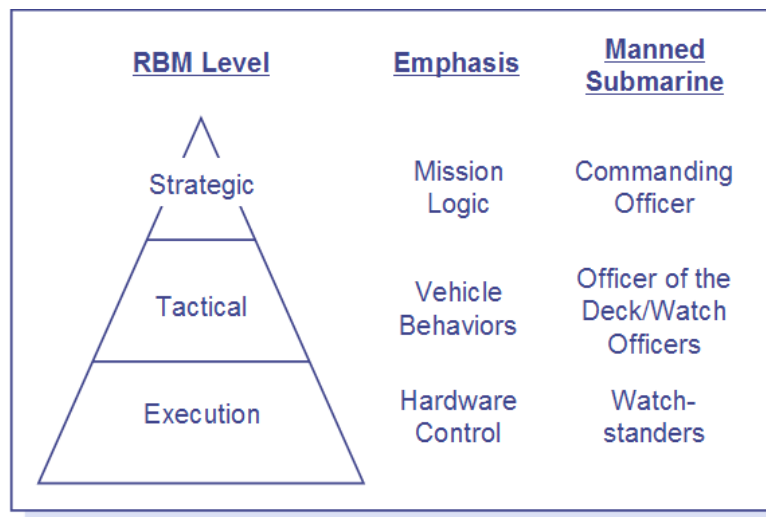 RBM Level
Emphasis
Manned
Submarine
Strategic
Mission
Logic
Commanding
Officer
Tactical
Vehicle
Behaviors
Officer of the
Deck/Watch
Officers
Execution
Hardware
Control
Watch-
standers